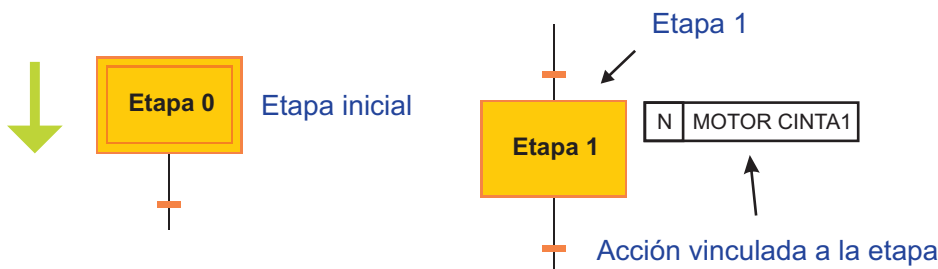 Etapa 0
Etapa inicial
Etapa 1
Etapa 1
N MOTOR CINTA1
Acción vinculada a la etapa